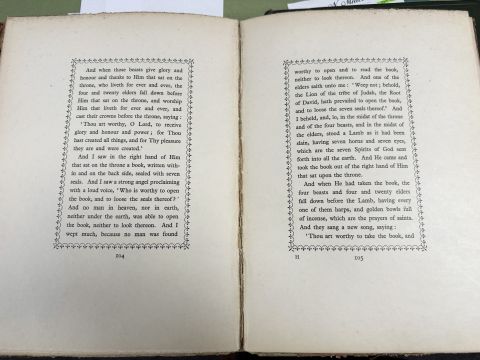 And when those beasts give glory and
honour and thanks to Him that sat on the
throne, who liveth for ever and ever, the
four and twenty elders fall down before
Him that sat on the throne, and worship
Him that liveth for ever and ever, and
cast their crowns before the throne, saying:
'Thou art worthy, O Lord, to receive
glory and honour and power; for Thou
hast created all things, and for Thy pleasure
they are and were created.'
And I saw in the right hand of Him
that sat on the throne a book, written with-
in and on the back side, sealed with seven
seals. And I saw a strong angel proclaiming
with a loud voice, 'Who is worthy to open
the book, and to loose the seals thereof?'
And no man in heaven, nor in earth,
neither under the earth, was able to open
the book, neither to look thereon. And I
wept much, because no man was found
104
worthy to open and to read the book,
neither to look thereon. And one of the
elders saith unto me: 'Weep not; behold,
the Lion of the tribe of Judah, the Root
of David, hath prevailed to open the book,
and to loose the seven seals thereof.' And
I beheld, and, lo, in the midst of the throne
and of the four beasts, and in the midst of
the elders, stood a Lamb as it had been
slain, having seven horns and seven eyes,
which are the seven Spirits of God sent
forth into all the earth. And He came and
took the book out of the right hand of Him
that sat upon the throne.
And when He had taken the book, the
four beasts and four and twenty elders
fell down before the Lamb, having every
one of them harps, and golden bowls full
of incense, which are the prayers of saints.
And they sang a new song, saying:
'Thou art worthy to take the book, and
H 105